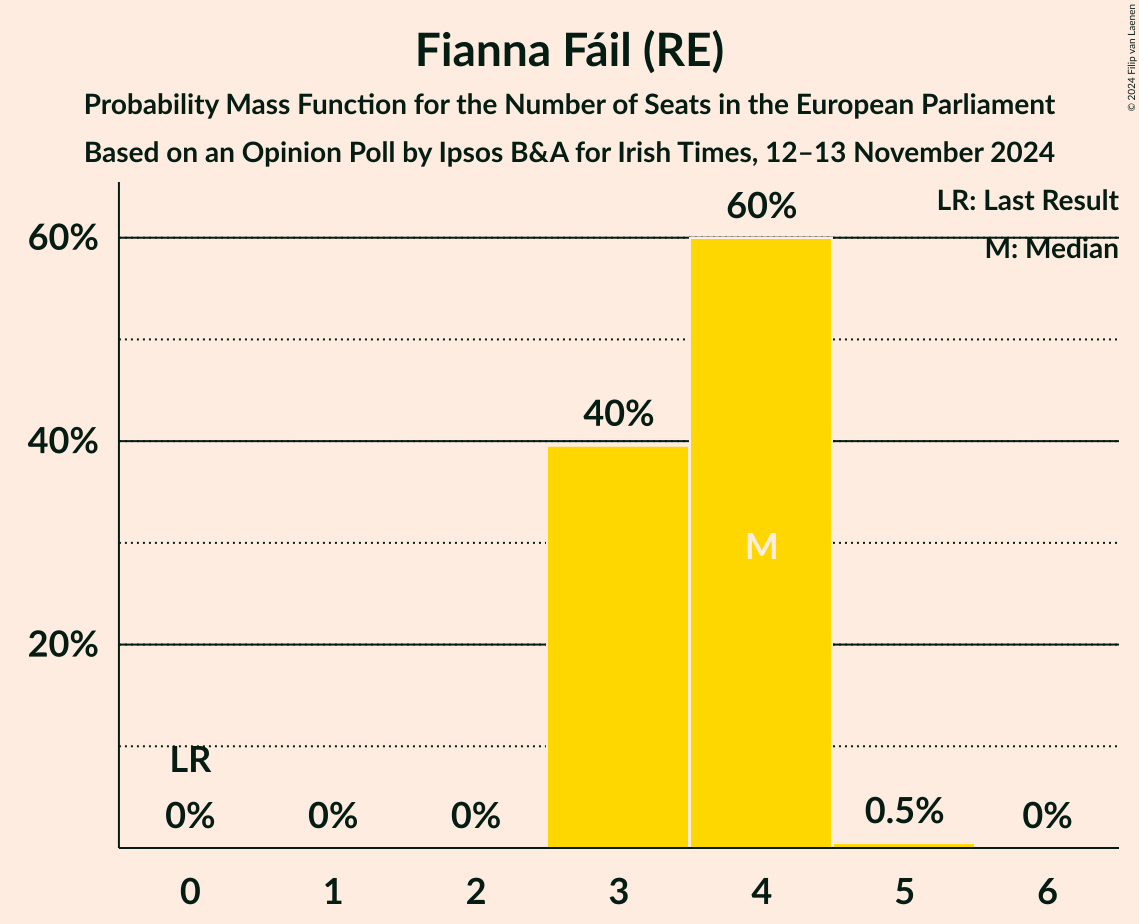 Fianna Fáil (RE)
Probability Mass Function for the Number of Seats in the European Parliament
Based on an Opinion Poll by Ipsos B&A for Irish Times, 12–13 November 2024
© 2024 Filip van Laenen
LR: Last Result
M: Median
60%
40%
20%
60%
40%
M
LR
0%
0%
0%
0.5%
0%
0
1
2
3
4
5
6